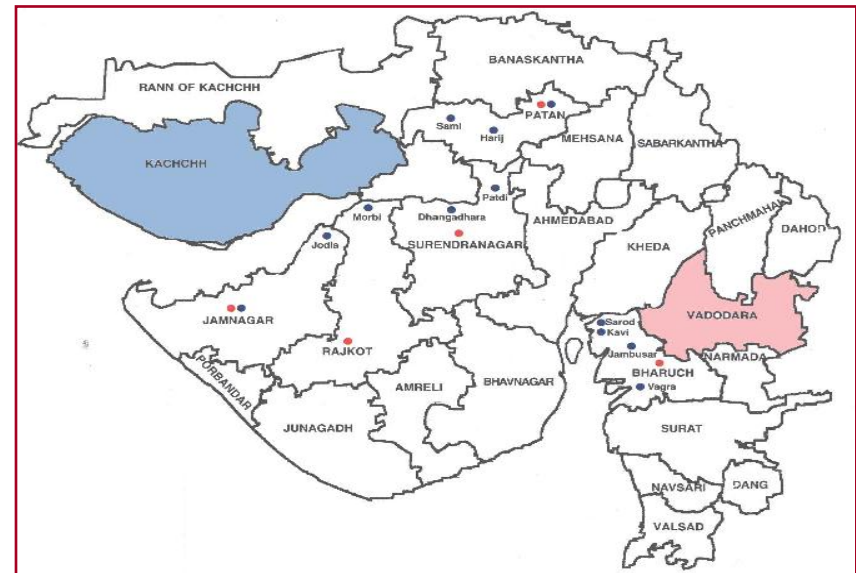 BANASKANTHA
RANN OF KACHCHH
PATAN
Sami
Harij
MEHSANA
SABARKANTHA
KACHCHH
Patdi
Morbi
Dhangadhara
AHMEDABAD
PANCHMAHAL
DAHOD
Jodia
SURENDRANAGAR
KHEDA
JAMNAGAR
VADODARA
Sarod
Kavi
RAJKOT
Jambusar
NARMADA
PORBANDAR
AMRELI
BHAVNAGAR
BHARUCH
Vagra
JUNAGADH
SURAT
NAVSARI
DANG
VALSAD